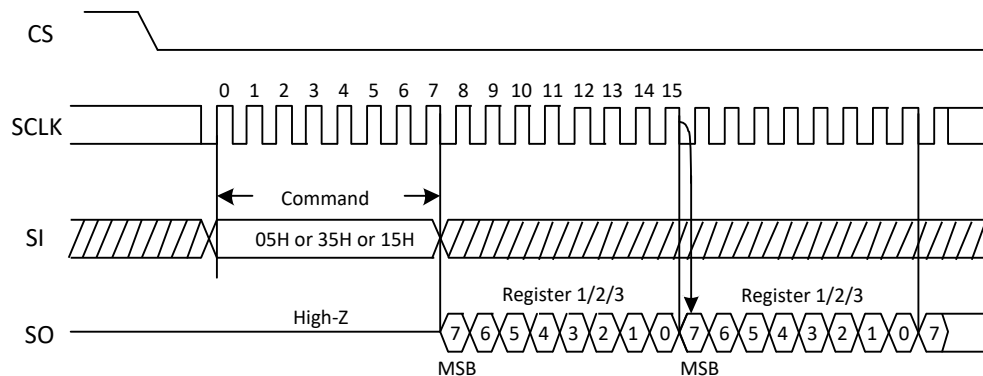 CS
0 1 2 3 4 5 6 7 8 9 10 11 12 13 14 15
SCLK
Command
SI
05H or 35H or 15H
Register 1/2/3 Register 1/2/3
High-Z
SO
7 6 5 4 3 2 1 0 7 6 5 4 3 2 1 0 7
MSB MSB